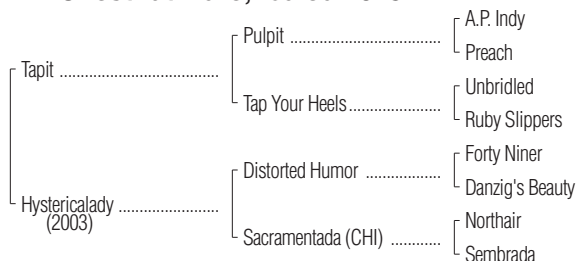 A.P. Indy
Pulpit ..............................
Preach
Tapit .......................................
Unbridled
Tap Your Heels ......................
Ruby Slippers
Forty Niner
Distorted Humor ..................
Danzig's Beauty
Hystericalady .........................
(2003)
Northair
Sacramentada (CHI) ............
Sembrada